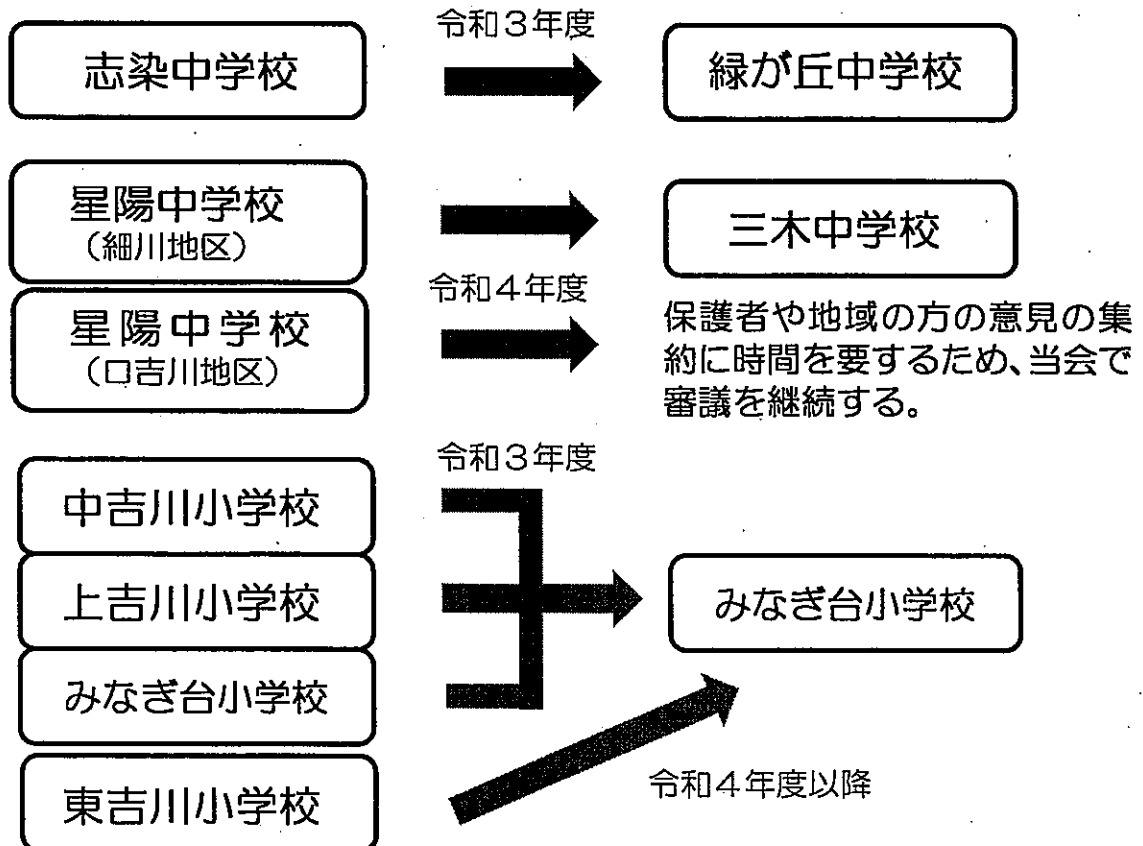 令和3年度
志染中学校
緑が丘中学校
星陽中学校
(細川地区)
三木中学校
令和4年度
星陽中学校
(口吉川地区)
保護者や地域の方の意見の集
約に時間を要するため、当会で
審議を継続する。
令和3年度
中吉川小学校
上吉川小学校
みなぎ台小学校
みなぎ台小学校
東吉川小学校
令和4年度以降